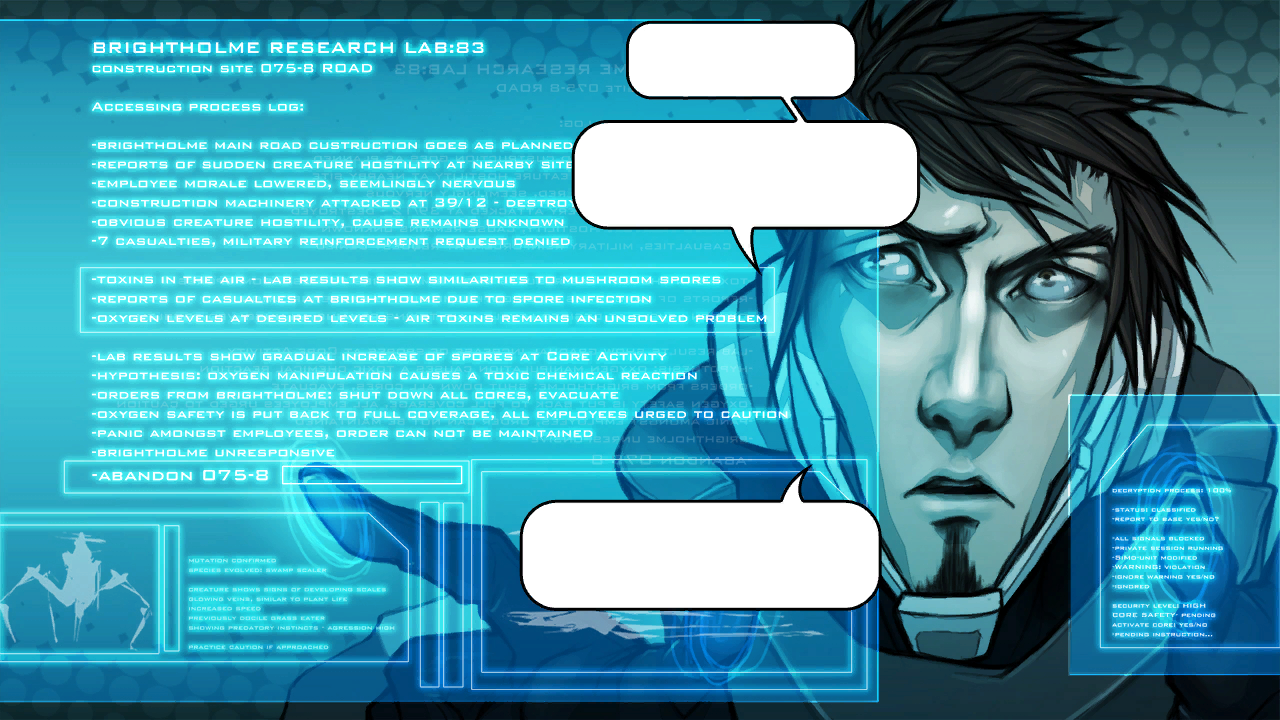 BRIGHTHOLME RESEARCH LAB:83
CONSTRUCTION SITE 075-8 ROAD
ACCESSING PROCESS LOG:
-BRIGHTHOLME MAIN ROAD CUSTRUCTION GOES AS PLANNED
-REPORTS OF SUDDEN CREATURE HOSTILITY AT NEARBY SITE
-EMPLOYEE MORALE LOWERED, SEEMLINGLY NERVOUS
-CONSTRUCTION MACHINERY ATTACKED AT 39/12 - DESTROY
-OBVIOUS CREATURE HOSTILITY, CAUSE REMAINS UNKNOWN
-7 CASUALTIES, MILITARY REINFORCEMENT REQUEST DENIED
-TOXINS IN THE AIR - LAB RESULTS SHOW SIMILARITIES TO MUSHROOM SPORES
-REPORTS OF CASUALTIES AT BRIGHTHOLME DUE TO SPORE INFECTION
-OXYGEN LEVELS AT DESIRED LEVELS - AIR TOXINS REMAINS AN UNSOLVED PROBLEM
-LAB RESULTS SHOW GRADUAL INCREASE OF SPORES AT CORE ACTIVITY
-HYPOTHESIS: OXYGEN MANIPULATION CAUSES A TOXIC CHEMICAL REACTION
-ORDERS FROM BRIGHTHOLME: SHUT DOWN ALL CORES, EVACUATE
-OXYGEN SAFETY IS PUT BACK TO FULL COVERAGE, ALL EMPLOYEES URGED TO CAUTION
-PANIC AMONGST EMPLOYEES, ORDER CAN NOT BE MAINTAINED
-BRIGHTHOLME UNRESPONSIVE
-ABANDON 075-8
MUTATION CONFIRMED
SPECIES EVOLVED: SWAMP SCALER
CREATURE SHOWS SIGNS OF DEVELOPING SCALES
GLOWING VEINS, SIMILAR TO PLANT LIFE
INCREASED SPEED
PREVIOUSLY DOCILE GRASS EATER
SHOWING PREDATORY INSTINCTS - AGRESSION HIGH
PRACTICE CAUTION IF APPROACHED
DECRYPTION PROCESS: 100%
-STATUS: CLASSIFIED
-REPORT TO BASE YES/NO?
-ALL SIGNALS BLOCKED
-PRIVATE SESSION RUNNING
-UNIT MODIFIED
-WARNING: VIOLATION
-IGNORE WARNING YES/NO
-IGNORED
SECURITY LEVEL: HIGH
CORE SAFETY: PENDING
ACTIVATE CORE: YES/NO
-PENDING INSTRUCTION...